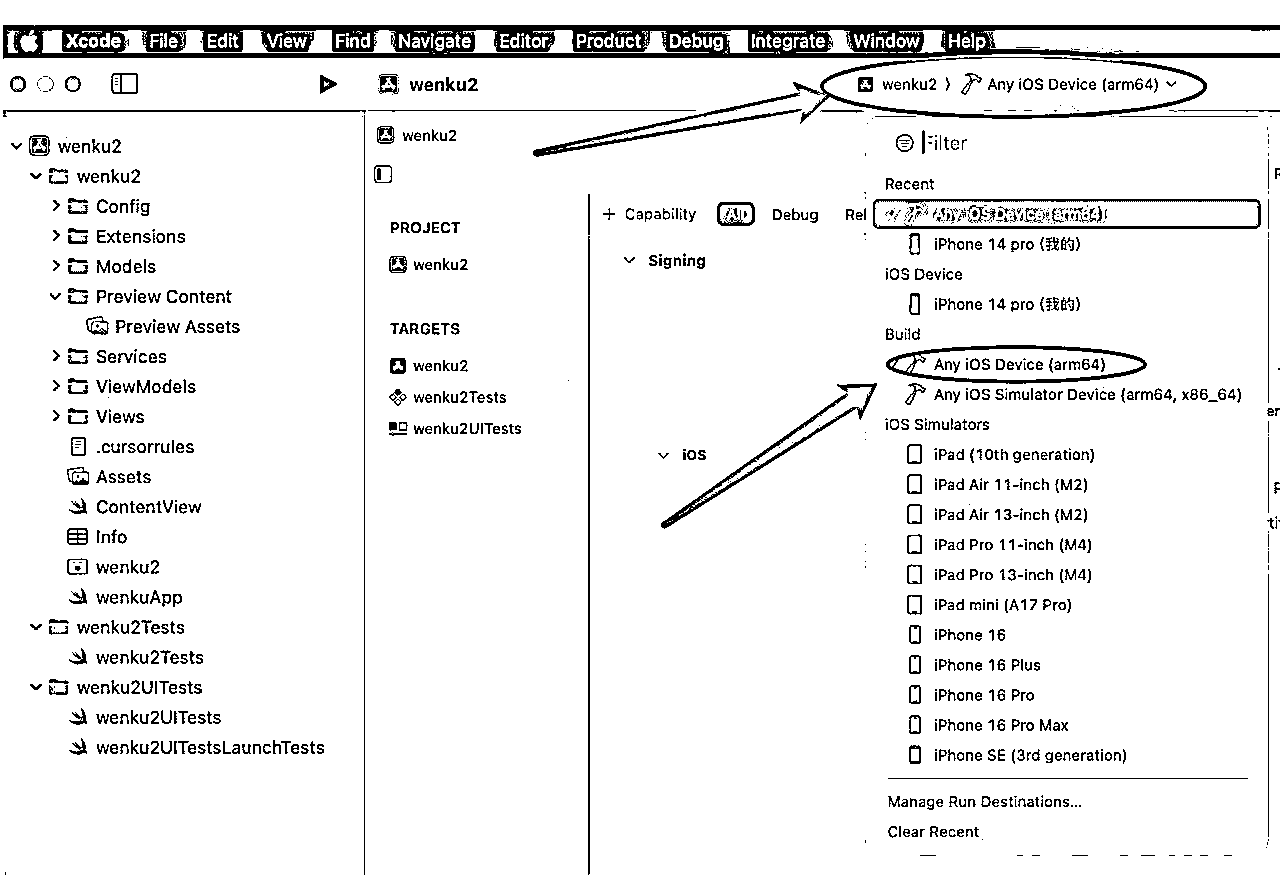 Xcode File Edit View Find Navigate Editor Product Debug Integrate Window Help
wenku2
wenku2 Any iOS Device (arm64)
wenku2
wenku2
Config
Extensions
Models
Preview Content
Preview Assets
Services
ViewModels
Views
.cursorrules
Assets
ContentView
Info
wenku2
wenkuApp
wenku2Tests
wenku2Tests
wenku2UITests
wenku2UITests
wenku2UITestsLaunchTests
wenku2
PROJECT
wenku2
TARGETS
wenku2
wenku2Tests
wenku2UITests
+ Capability All Debug Rel
Signing
iOS
Filter
Recent
Any iOS Device (arm64)
iPhone 14 pro (我的)
iOS Device
iPhone 14 pro (我的)
Build
Any iOS Device (arm64)
Any iOS Simulator Device (arm64, x86_64)
iOS Simulators
iPad (10th generation)
iPad Air 11-inch (M2)
iPad Air 13-inch (M2)
iPad Pro 11-inch (M4)
iPad Pro 13-inch (M4)
iPad mini (A17 Pro)
iPhone 16
iPhone 16 Plus
iPhone 16 Pro
iPhone 16 Pro Max
iPhone SE (3rd generation)
Manage Run Destinations...
Clear Recent